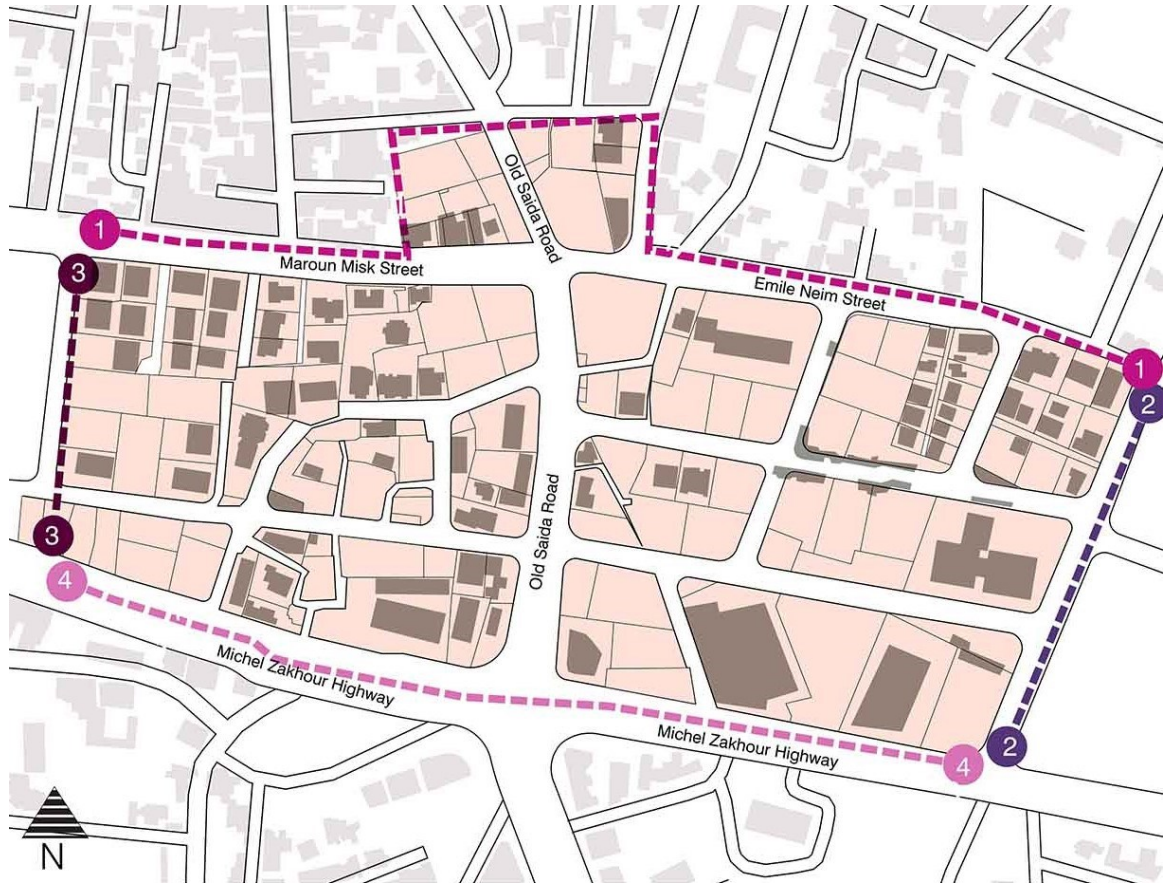 Old Saida Road
1
3
Maroun Misk Street
Emile Neim Street
1
2
Old Saida Road
3
4
Michel Zakhour Highway
Michel Zakhour Highway
2
4
N